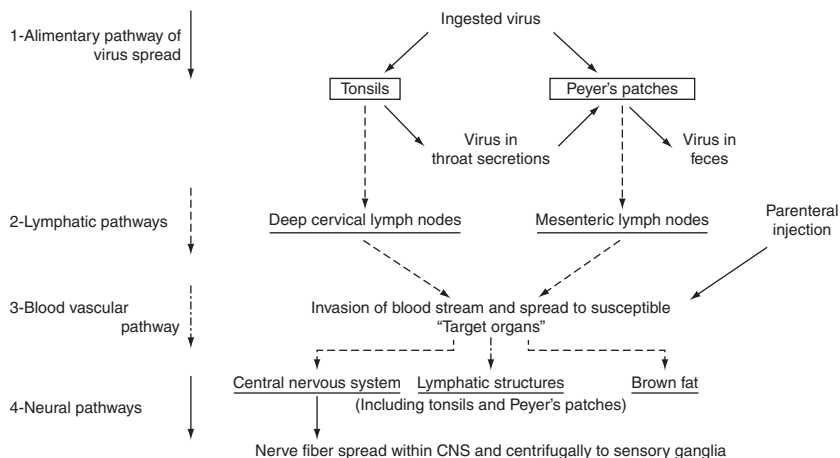 Ingested virus
1-Alimentary pathway of
virus spread
Tonsils
Peyer's patches
Virus in
throat secretions
Virus in
feces
2-Lymphatic pathways
Deep cervical lymph nodes
Mesenteric lymph nodes
Parenteral
injection
3-Blood vascular
pathway
Invasion of blood stream and spread to susceptible
“Target organs”
4-Neural pathways
Central nervous system
Lymphatic structures
(Including tonsils and Peyer's patches)
Brown fat
Nerve fiber spread within CNS and centrifugally to sensory ganglia